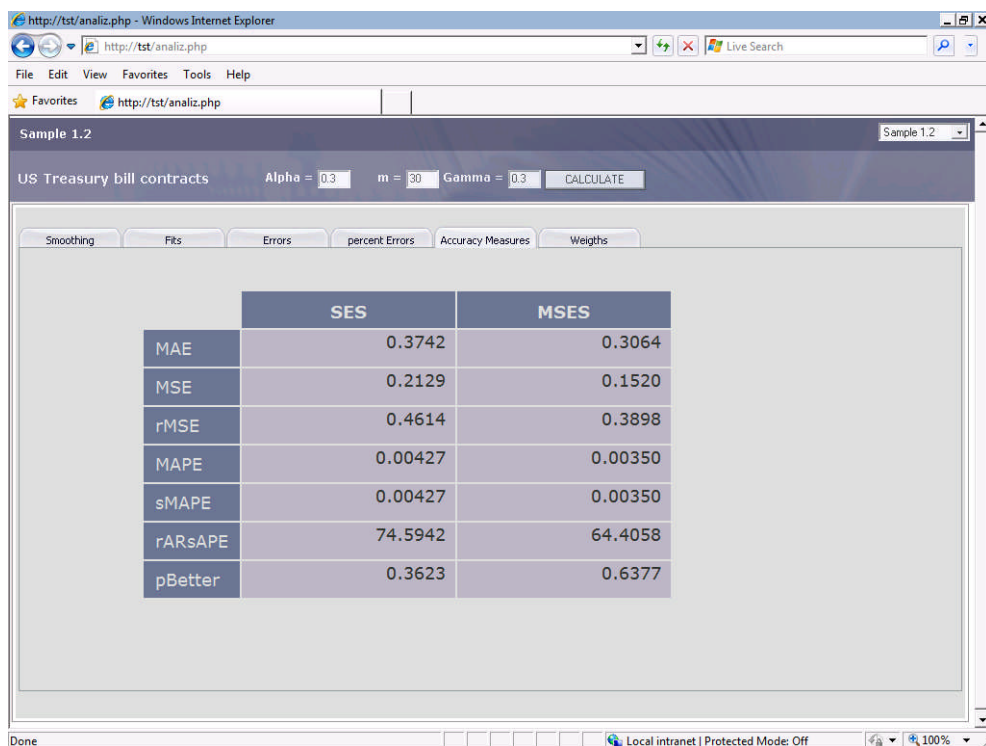 http://tst/analiz.php - Windows Internet Explorer
http://tst/analiz.php
Live Search
File Edit View Favorites Tools Help
Favorites http://tst/analiz.php
Sample 1.2 Sample 1.2
US Treasury bill contracts Alpha = 0.3 m = 30 Gamma = 0.3 CALCULATE
Smoothing Fits Errors percent Errors Accuracy Measures Weigths
SES MSES
MAE 0.3742 0.3064
MSE 0.2129 0.1520
rMSE 0.4614 0.3898
MAPE 0.00427 0.00350
sMAPE 0.00427 0.00350
rARsAPE 74.5942 64.4058
pBetter 0.3623 0.6377
Done Local intranet | Protected Mode: Off 100%